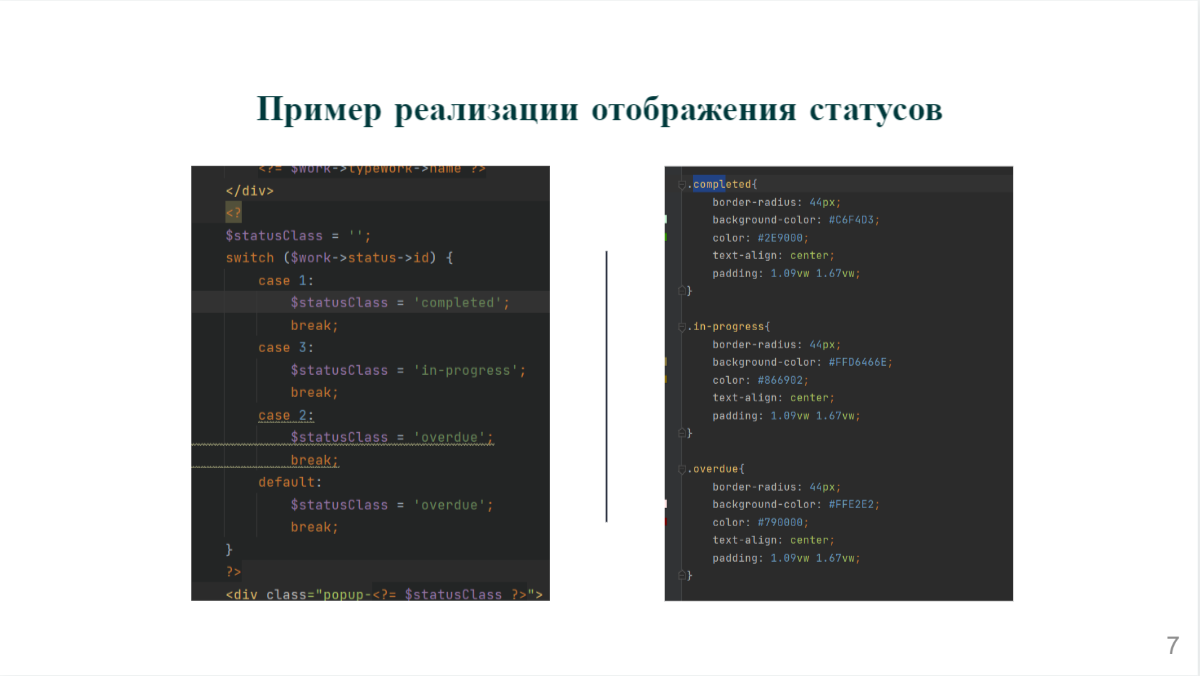 Пример реализации отображения статусов
<?= $work->typework->name ?>
</div>
<?
$statusClass = '';
switch ($work->status->id) {
case 1:
$statusClass = 'completed';
break;
case 3:
$statusClass = 'in-progress';
break;
case 2:
$statusClass = 'overdue';
break;
default:
$statusClass = 'overdue';
break;
}
?>
<div class="popup-<?= $statusClass ?>">
.completed{
border-radius: 44px;
background-color: #C6F4D3;
color: #2E9000;
text-align: center;
padding: 1.09vw 1.67vw;
}
.in-progress{
border-radius: 44px;
background-color: #FFD6466E;
color: #866902;
text-align: center;
padding: 1.09vw 1.67vw;
}
.overdue{
border-radius: 44px;
background-color: #FFE2E2;
color: #790000;
text-align: center;
padding: 1.09vw 1.67vw;
}
7